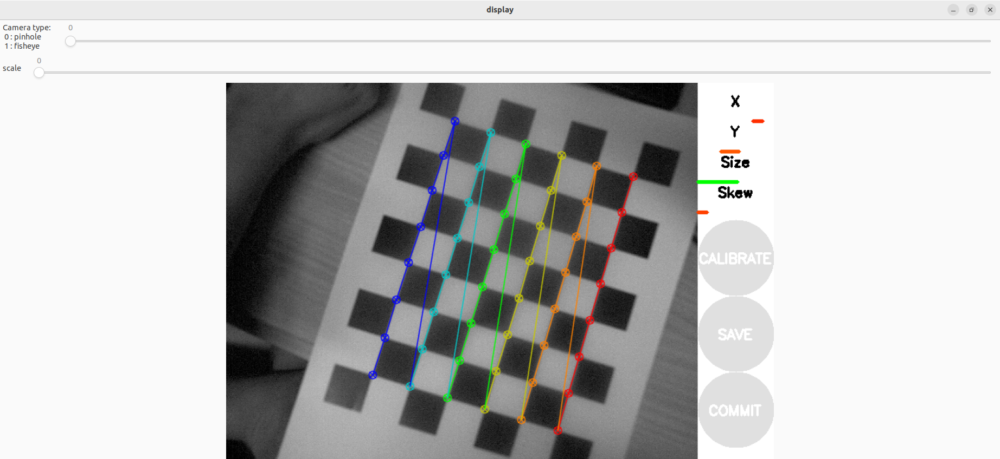 display
Camera type:
0 : pinhole
1 : fisheye
0
scale
0
X
Y
Size
Skew
CALIBRATE
SAVE
COMMIT